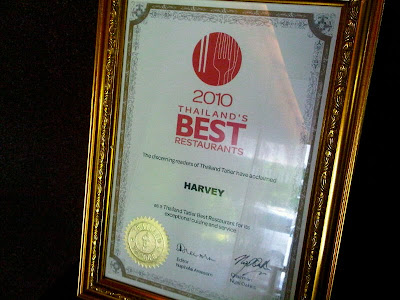 2010
THAILAND'S
BEST
RESTAURANTS
The discerning readers of Thailand Tatler have acclaimed
HARVEY
as a Thailand Tatler Best Restaurant for its
exceptional cuisine and service
Editor